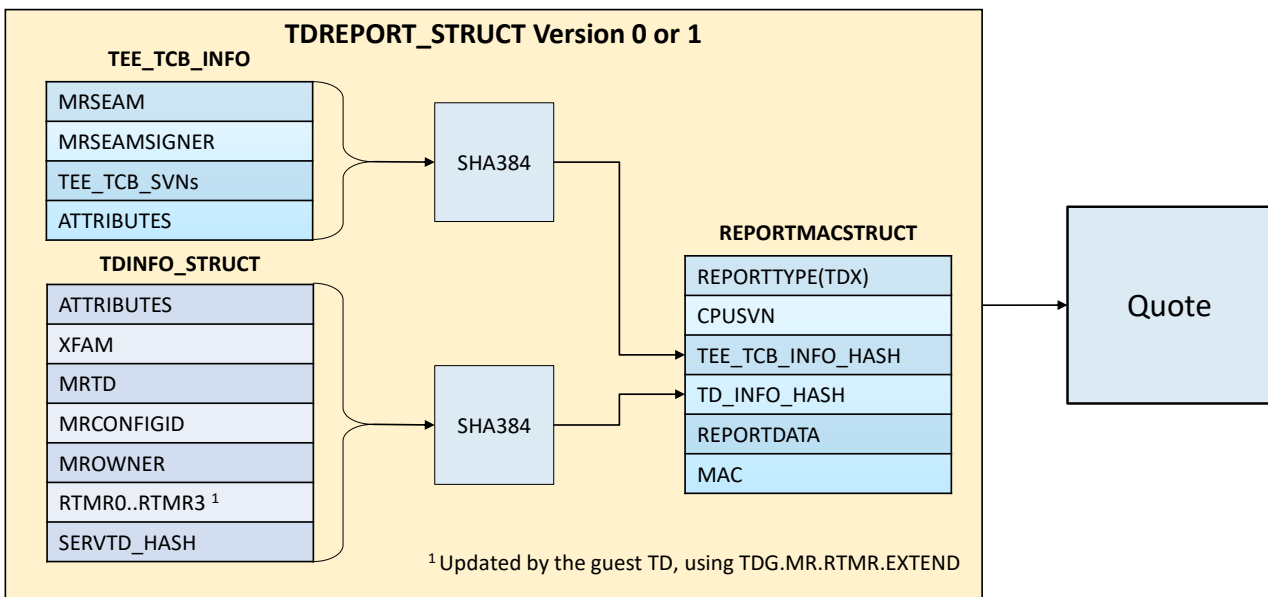 TDREPORT_STRUCT Version 0 or 1
TEE_TCB_INFO
MRSEAM
MRSEAMSIGNER
TEE_TCB_SVNs
ATTRIBUTES
SHA384
TDINFO_STRUCT
ATTRIBUTES
XFAM
MRTD
MRCONFIGID
MROWNER
RTMR0..RTMR3 ¹
SERVTD_HASH
SHA384
REPORTMACSTRUCT
REPORTTYPE(TDX)
CPUSVN
TEE_TCB_INFO_HASH
TD_INFO_HASH
REPORTDATA
MAC
¹ Updated by the guest TD, using TDG.MR.RTMR.EXTEND
Quote